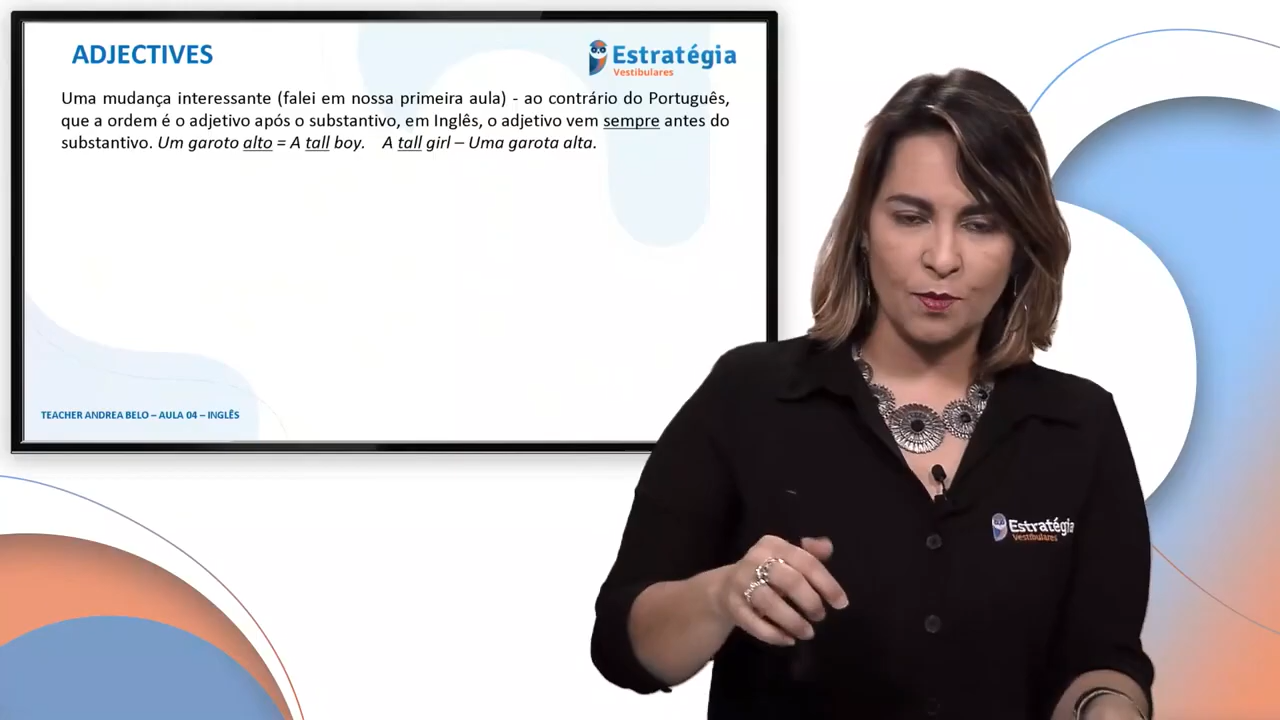 ADJECTIVES
Estratégia
Vestibulares
Uma mudança interessante (falei em nossa primeira aula) - ao contrário do Português,
que a ordem é o adjetivo após o substantivo, em Inglês, o adjetivo vem sempre antes do
substantivo. Um garoto alto = A tall boy. A tall girl – Uma garota alta.
TEACHER ANDREA BELO – AULA 04 – INGLÊS
Estratégia
Vestibulares